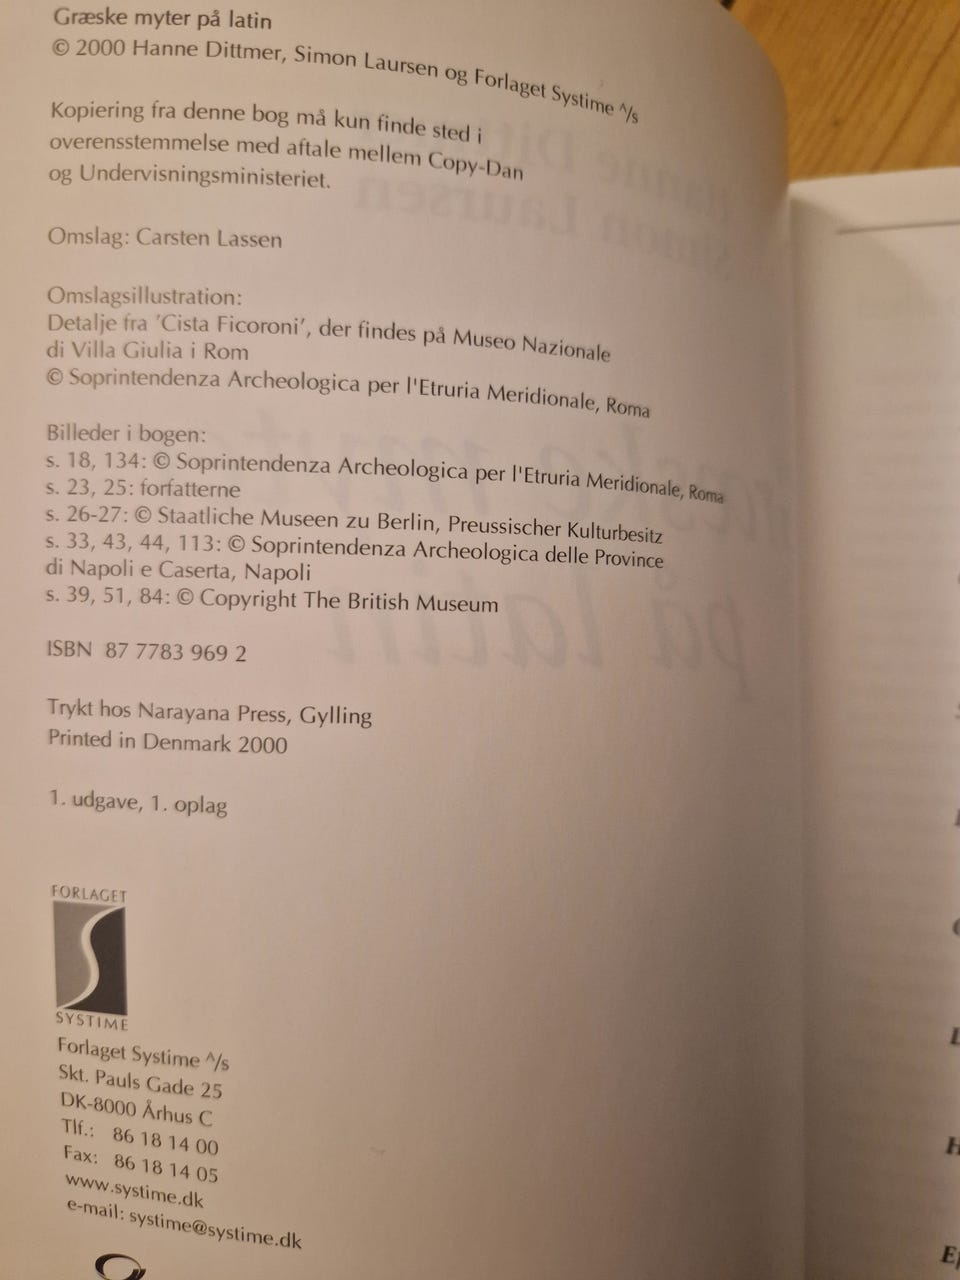 Græske myter på latin
© 2000 Hanne Dittmer, Simon Laursen og Forlaget Systime A/s
Kopiering fra denne bog må kun finde sted i
overensstemmelse med aftale mellem Copy-Dan
og Undervisningsministeriet.
Omslag: Carsten Lassen
Omslagsillustration:
Detalje fra 'Cista Ficoroni', der findes på Museo Nazionale
di Villa Giulia i Rom
© Soprintendenza Archeologica per l'Etruria Meridionale, Roma
Billeder i bogen:
s. 18, 134: © Soprintendenza Archeologica per l'Etruria Meridionale, Roma
s. 23, 25: forfatterne
s. 26-27: © Staatliche Museen zu Berlin, Preussischer Kulturbesitz
s. 33, 43, 44, 113: © Soprintendenza Archeologica delle Province
di Napoli e Caserta, Napoli
s. 39, 51, 84: © Copyright The British Museum
ISBN 87 7783 969 2
Trykt hos Narayana Press, Gylling
Printed in Denmark 2000
1. udgave, 1. oplag
FORLAGET
SYSTIME
Forlaget Systime A/s
Skt. Pauls Gade 25
DK-8000 Århus C
Tlf.: 86 18 14 00
Fax: 86 18 14 05
www.systime.dk
e-mail: systime@systime.dk